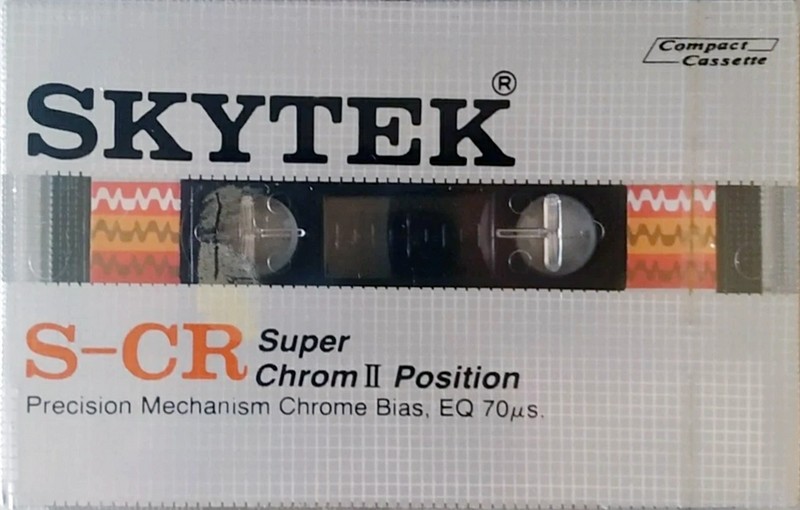 Compact
Cassette
SKYTEK®
S-CR Super
Chrom II Position
Precision Mechanism Chrome Bias, EQ 70µs.